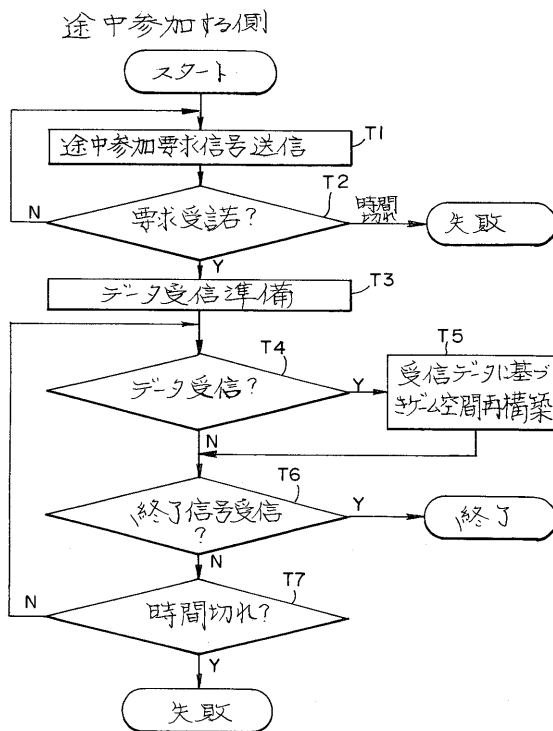 途中参加する側
スタート
途中参加要求信号送信
T1
T2
要求受諾?
N
時間
切れ
失敗
Y
データ受信準備
T3
T4
データ受信?
Y
T5
受信データに基づ
きゲーム空間再構築
N
T6
終了信号受信
?
Y
終了
N
T7
時間切れ?
N
Y
失敗